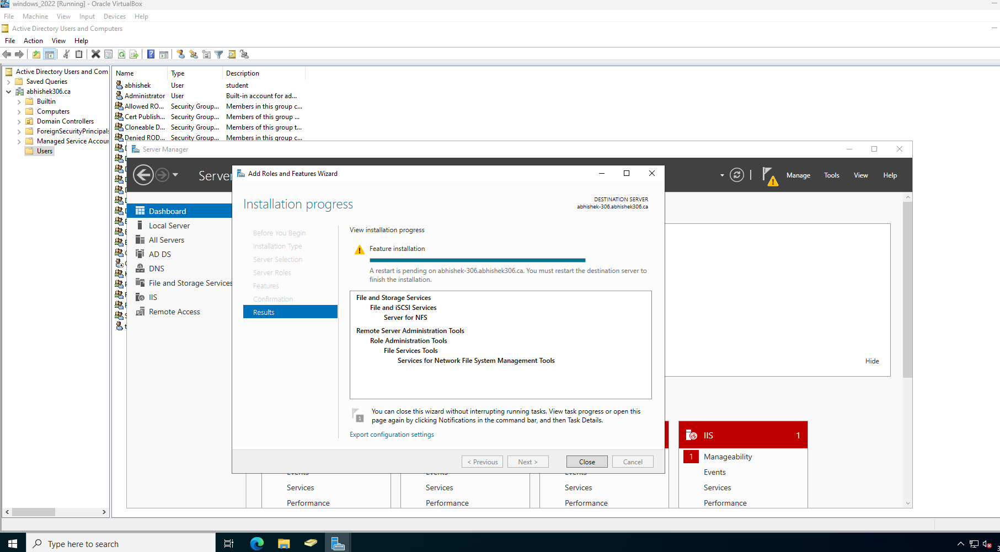 windows_2022 [Running] - Oracle VirtualBox
File Machine View Input Devices Help
Active Directory Users and Computers
File Action View Help
Active Directory Users and Com
Saved Queries
abhishek306.ca
Builtin
Computers
Domain Controllers
ForeignSecurityPrincipals
Managed Service Accour
Users
Name Type Description
abhishek User student
Administrator User Built-in account for ad...
Allowed RO... Security Group... Members in this group c...
Cert Publish... Security Group... Members of this group ...
Cloneable D... Security Group... Members of this group t...
Denied ROD... Security Group... Members in this group c...
Server Manager
Server
Manage Tools View Help
Dashboard
Local Server
All Servers
AD DS
DNS
File and Storage Services
IIS
Remote Access
Add Roles and Features Wizard
Installation progress
DESTINATION SERVER
abhishek-306.abhishek306.ca
Before You Begin
Installation Type
Server Selection
Server Roles
Features
Confirmation
Results
View installation progress
Feature installation
A restart is pending on abhishek-306.abhishek306.ca. You must restart the destination server to
finish the installation.
File and Storage Services
File and iSCSI Services
Server for NFS
Remote Server Administration Tools
Role Administration Tools
File Services Tools
Services for Network File System Management Tools
1
You can close this wizard without interrupting running tasks. View task progress or open this
page again by clicking Notifications in the command bar, and then Task Details.
Export configuration settings
< Previous Next > Close Cancel
Hide
IIS 1
1 Manageability
Events
Services
Performance
Services
Performance
Services
Performance
Services
Performance
Type here to search